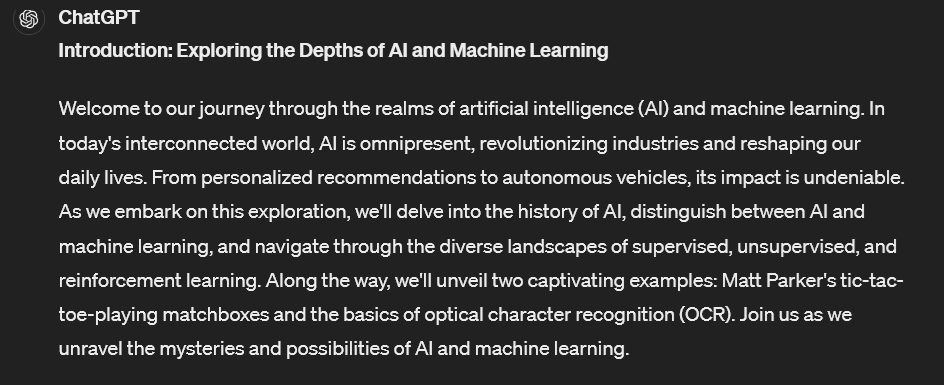 ChatGPT
Introduction: Exploring the Depths of AI and Machine Learning
Welcome to our journey through the realms of artificial intelligence (AI) and machine learning. In
today's interconnected world, AI is omnipresent, revolutionizing industries and reshaping our
daily lives. From personalized recommendations to autonomous vehicles, its impact is undeniable.
As we embark on this exploration, we'll delve into the history of AI, distinguish between AI and
machine learning, and navigate through the diverse landscapes of supervised, unsupervised, and
reinforcement learning. Along the way, we'll unveil two captivating examples: Matt Parker's tic-tac-
toe-playing matchboxes and the basics of optical character recognition (OCR). Join us as we
unravel the mysteries and possibilities of AI and machine learning.